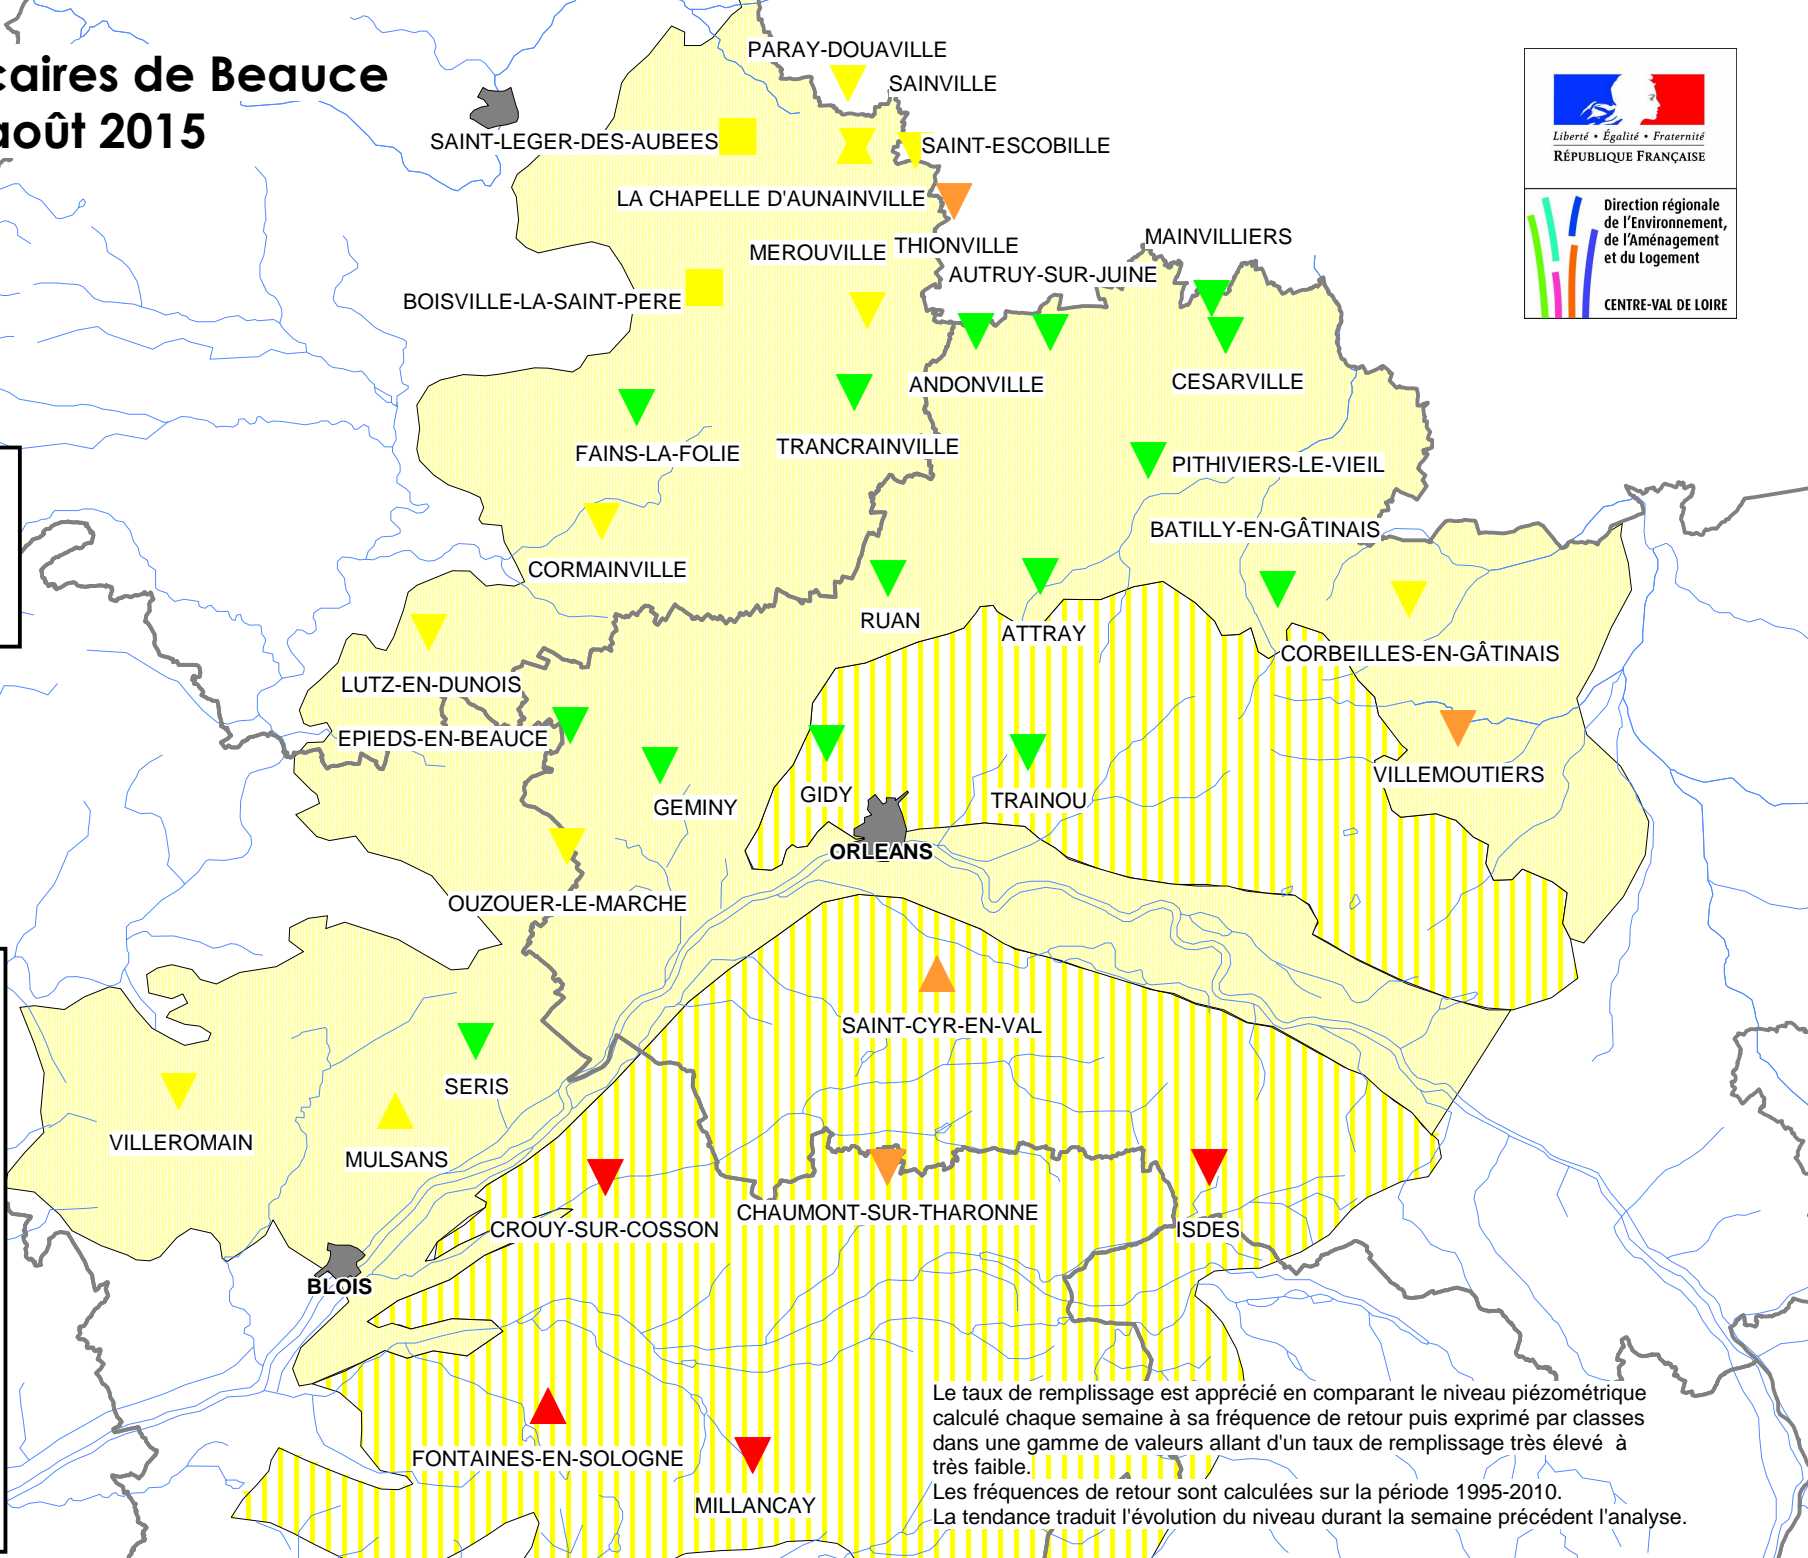 caires de Beauce
août 2015
PARAY-DOUAVILLE
SAINVILLE
SAINT-LEGER-DES-AUBEES
SAINT-ESCOBILLE
LA CHAPELLE D'AUNAINVILLE
MEROUVILLE
THIONVILLE
MAINVILLIERS
AUTRUY-SUR-JUINE
BOISVILLE-LA-SAINT-PERE
ANDONVILLE
CESARVILLE
FAINS-LA-FOLIE
TRANCRAINVILLE
PITHIVIERS-LE-VIEIL
BATILLY-EN-GÂTINAIS
CORMAINVILLE
RUAN
ATTRAY
CORBEILLES-EN-GÂTINAIS
LUTZ-EN-DUNOIS
EPIEDS-EN-BEAUCE
VILLEMOUTIERS
GEMINY
GIDY
TRAINOU
ORLEANS
OUZOUER-LE-MARCHE
SAINT-CYR-EN-VAL
SERIS
VILLEROMAIN
MULSANS
CROUY-SUR-COSSON
CHAUMONT-SUR-THARONNE
ISDES
BLOIS
FONTAINES-EN-SOLOGNE
MILLANCAY
Liberté • Égalité • Fraternité
RÉPUBLIQUE FRANÇAISE
Direction régionale
de l'Environnement,
de l'Aménagement
et du Logement
CENTRE-VAL DE LOIRE
Le taux de remplissage est apprécié en comparant le niveau piézométrique
calculé chaque semaine à sa fréquence de retour puis exprimé par classes
dans une gamme de valeurs allant d'un taux de remplissage très élevé à
très faible.
Les fréquences de retour sont calculées sur la période 1995-2010.
La tendance traduit l'évolution du niveau durant la semaine précédent l'analyse.